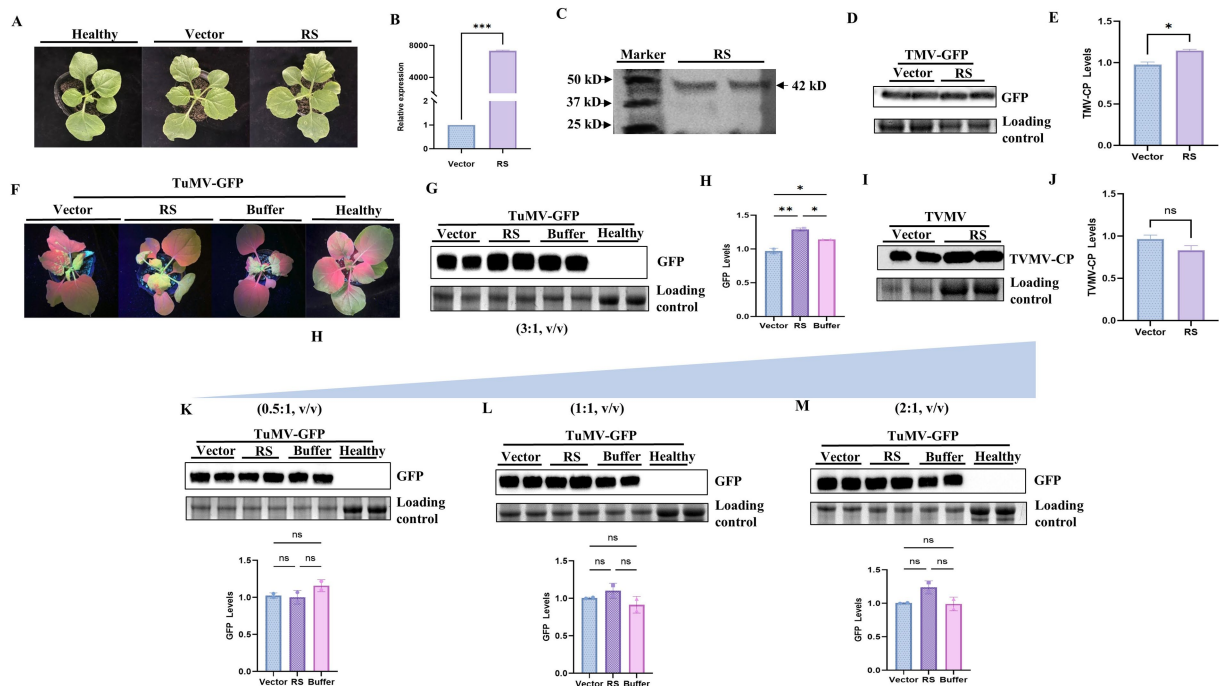 A
Healthy
Vector
RS
B
***
8000
4000
2
1
0
Relative expression
Vector
RS
C
Marker
RS
50 kD
37 kD
25 kD
42 kD
D
TMV-GFP
Vector
RS
GFP
Loading
control
E
*
1.5
1.0
0.5
0.0
TMV-CP Levels
Vector
RS
F
TuMV-GFP
Vector
RS
Buffer
Healthy
G
TuMV-GFP
Vector
RS
Buffer
Healthy
GFP
Loading
control
(3:1, v/v)
H
*
**
*
1.5
1.0
0.5
0.0
GFP Levels
Vector
RS
Buffer
I
TVMV
Vector
RS
TVMV-CP
Loading
control
J
ns
1.5
1.0
0.5
0.0
TVMV-CP Levels
Vector
RS
H
K
(0.5:1, v/v)
TuMV-GFP
Vector
RS
Buffer
Healthy
GFP
Loading
control
ns
ns
ns
1.5
1.0
0.5
0.0
GFP Levels
Vector
RS
Buffer
L
(1:1, v/v)
TuMV-GFP
Vector
RS
Buffer
Healthy
GFP
Loading
control
ns
ns
ns
1.5
1.0
0.5
0.0
GFP Levels
Vector
RS
Buffer
M
(2:1, v/v)
TuMV-GFP
Vector
RS
Buffer
Healthy
GFP
Loading
control
ns
ns
ns
1.5
1.0
0.5
0.0
GFP Levels
Vector
RS
Buffer